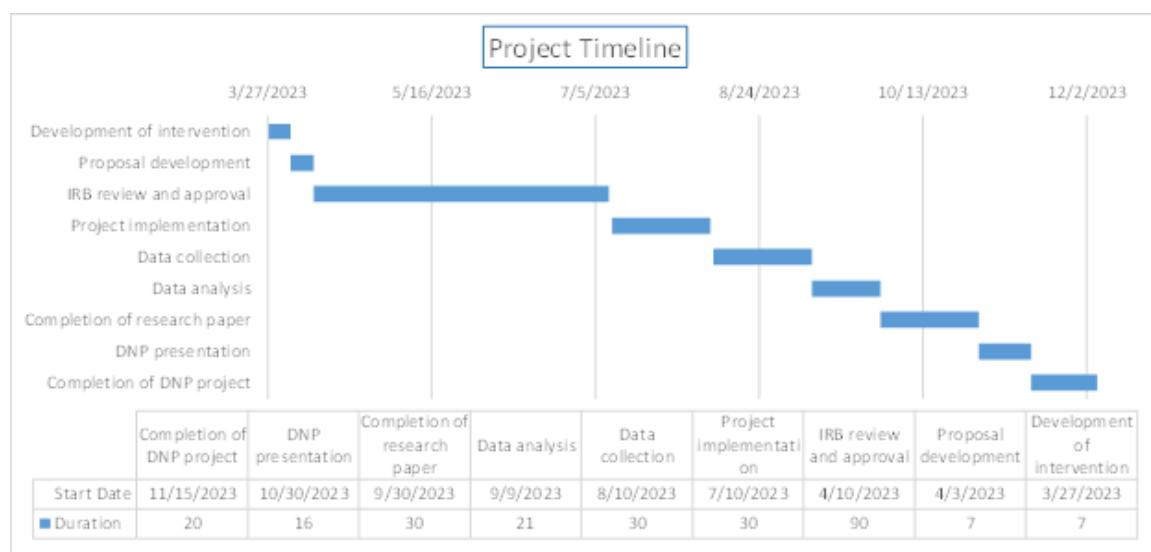 Project Timeline
3/27/2023 5/16/2023 7/5/2023 8/24/2023 10/13/2023 12/2/2023
Development of intervention
Proposal development
IRB review and approval
Project implementation
Data collection
Data analysis
Completion of research paper
DNP presentation
Completion of DNP project
Completion of DNP project DNP presentation Completion of research paper Data analysis Data collection Project implementati on IRB review and approval Proposal development Development of intervention
Start Date 11/15/2023 10/30/2023 9/30/2023 9/9/2023 8/10/2023 7/10/2023 4/10/2023 4/3/2023 3/27/2023
Duration 20 16 30 21 30 30 90 7 7